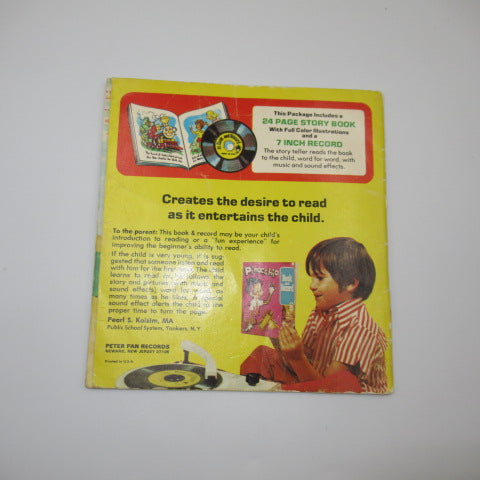 This Package Includes a
24 PAGE STORY BOOK
With Full Color Illustrations
and a
7 INCH RECORD
The story teller reads the book
to the child, word for word, with
music and sound effects.
Creates the desire to read
as it entertains the child.
To the parent: This book & record may be your child's
introduction to reading or a "fun experience" for
improving the beginner's ability to read.
If the child is very young, it is sug-
gested that someone listen and read
with him for the first time. The child
learns to read as he follows the
story and pictures (with music and
sound effects), word for word, as
many times as he likes. A special
sound effect alerts the child to the
proper time to turn the page.
Pearl S. Kaizim, MA
Public School System, Yonkers, N.Y.
PETER PAN RECORDS
NEWARK, NEW JERSEY 07105
Printed in U.S.A.
Pinocchio
Book
Record